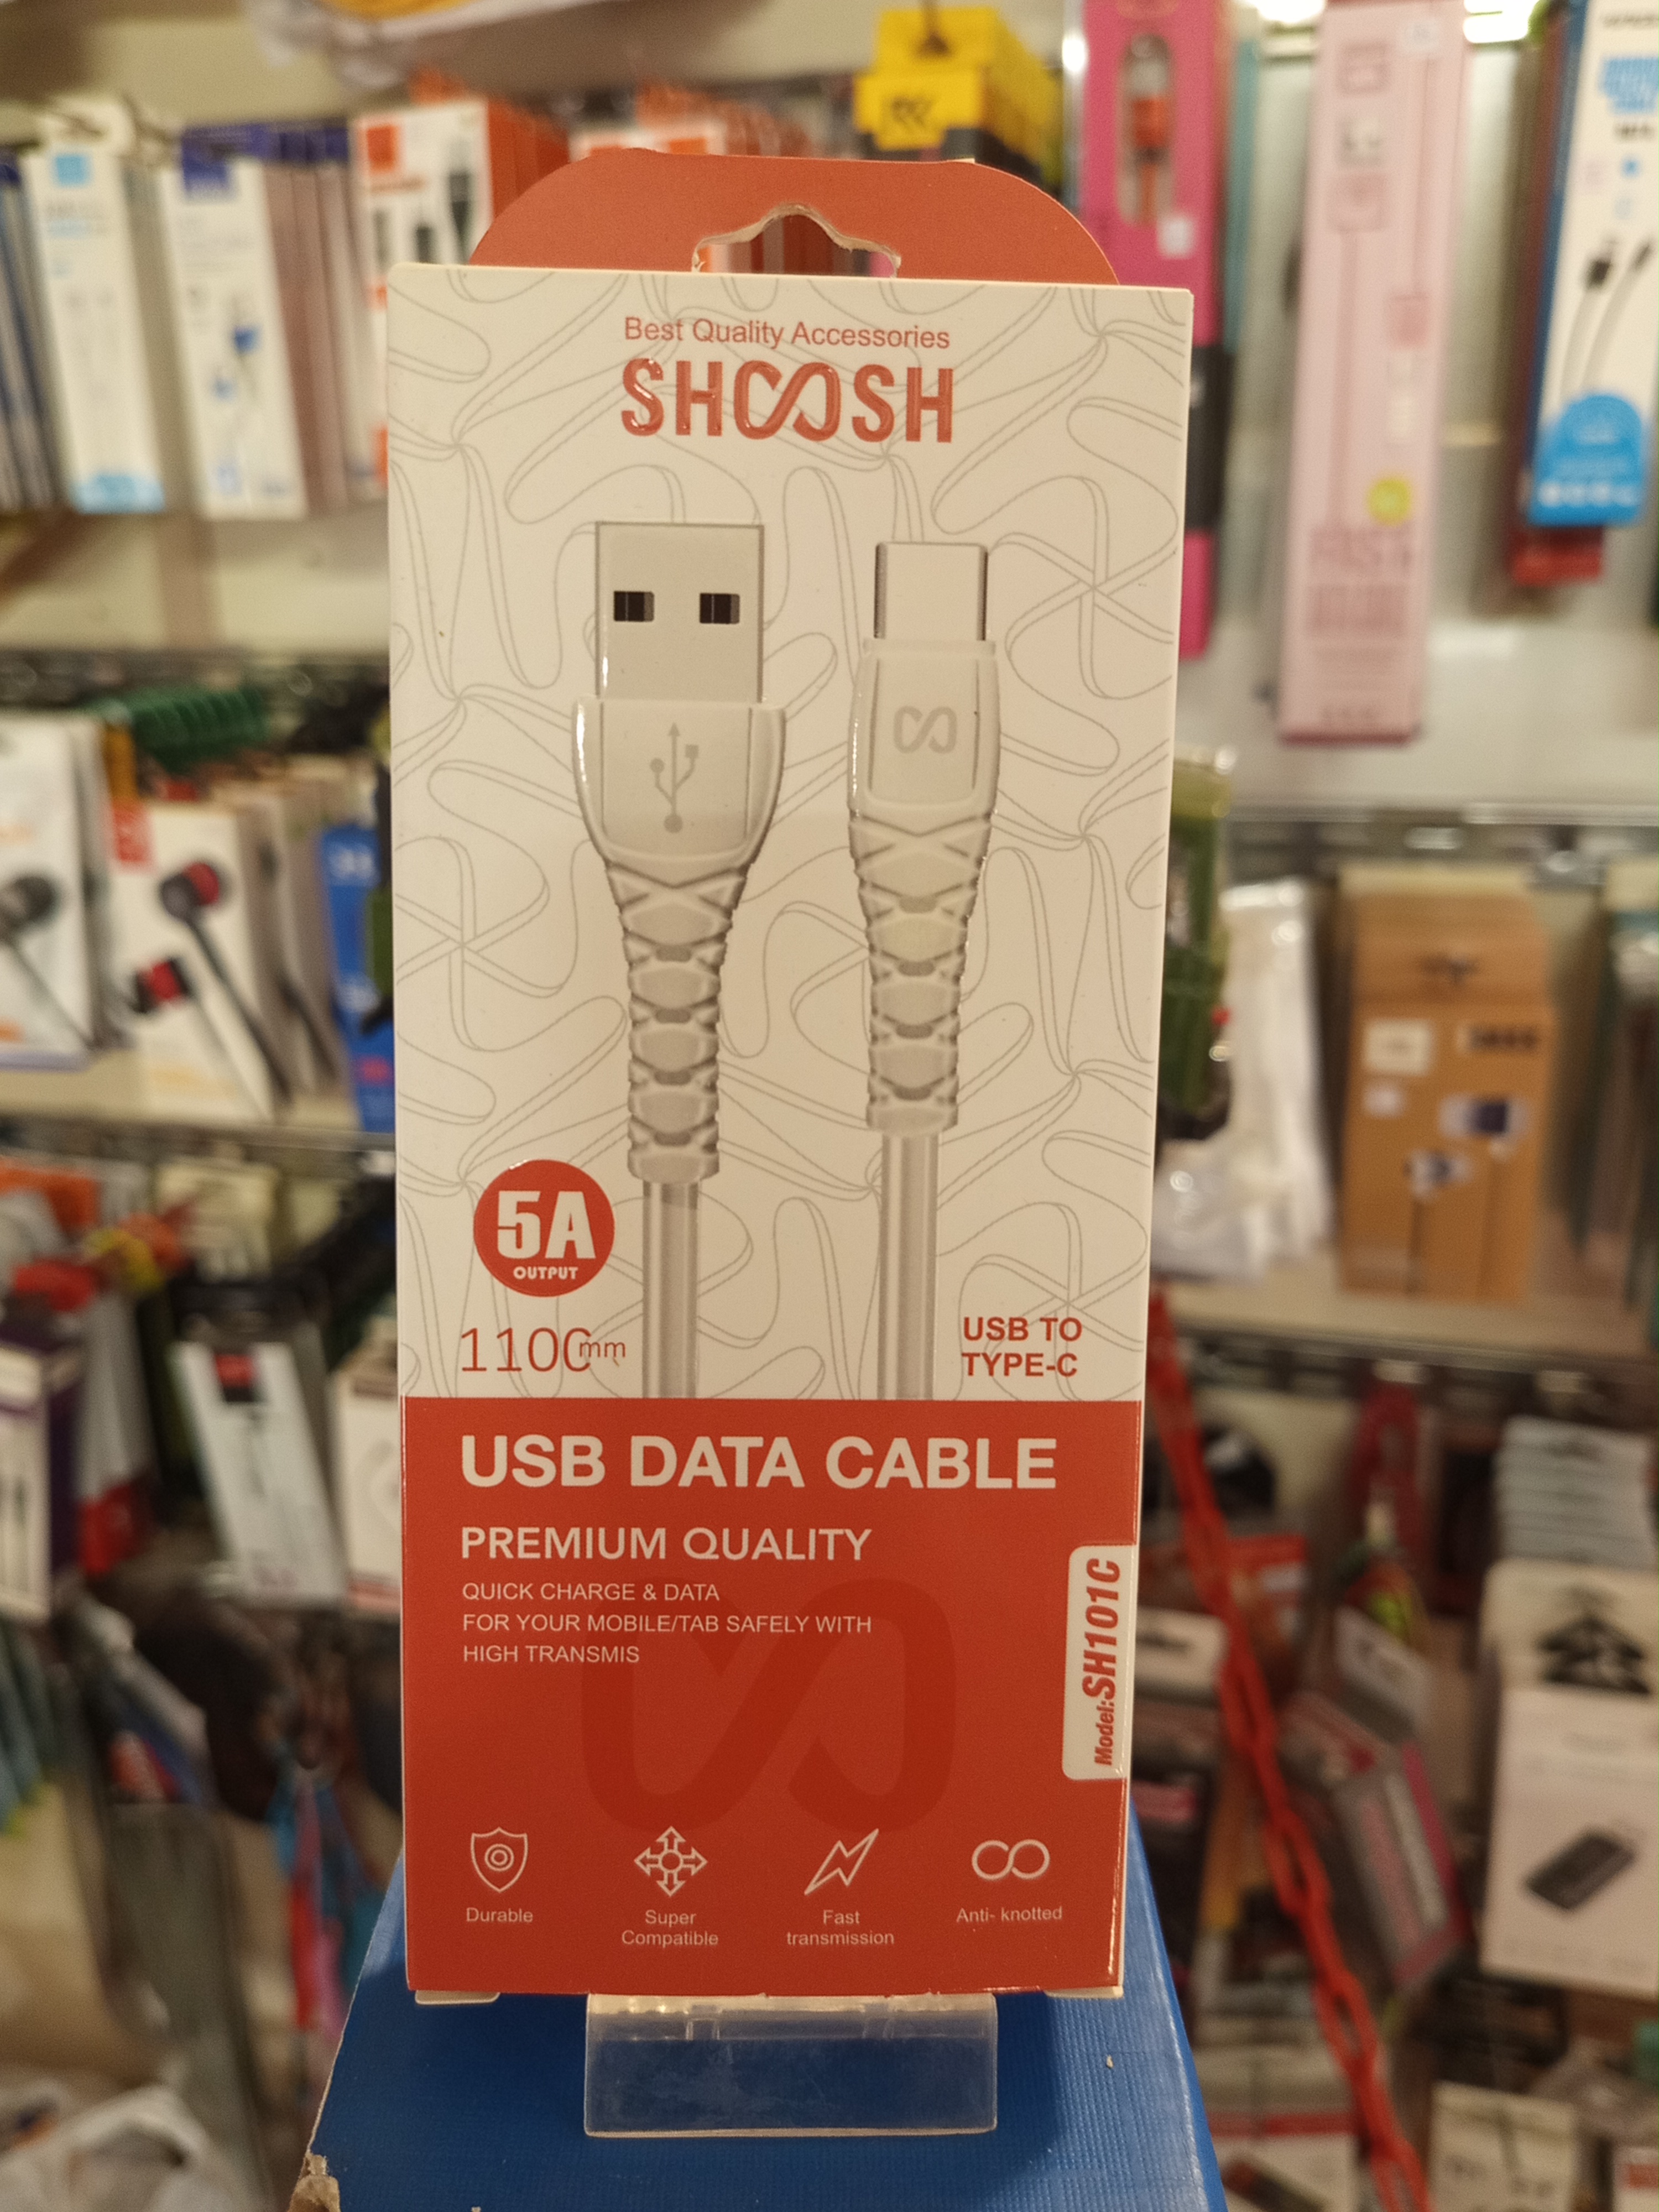 Best Quality Accessories
SHOOSH
5A
OUTPUT
1100mm
USB TO
TYPE-C
USB DATA CABLE
PREMIUM QUALITY
QUICK CHARGE & DATA
FOR YOUR MOBILE/TAB SAFELY WITH
HIGH TRANSMIS
Model:SH101C
Durable
Super
Compatible
Fast
transmission
Anti- knotted